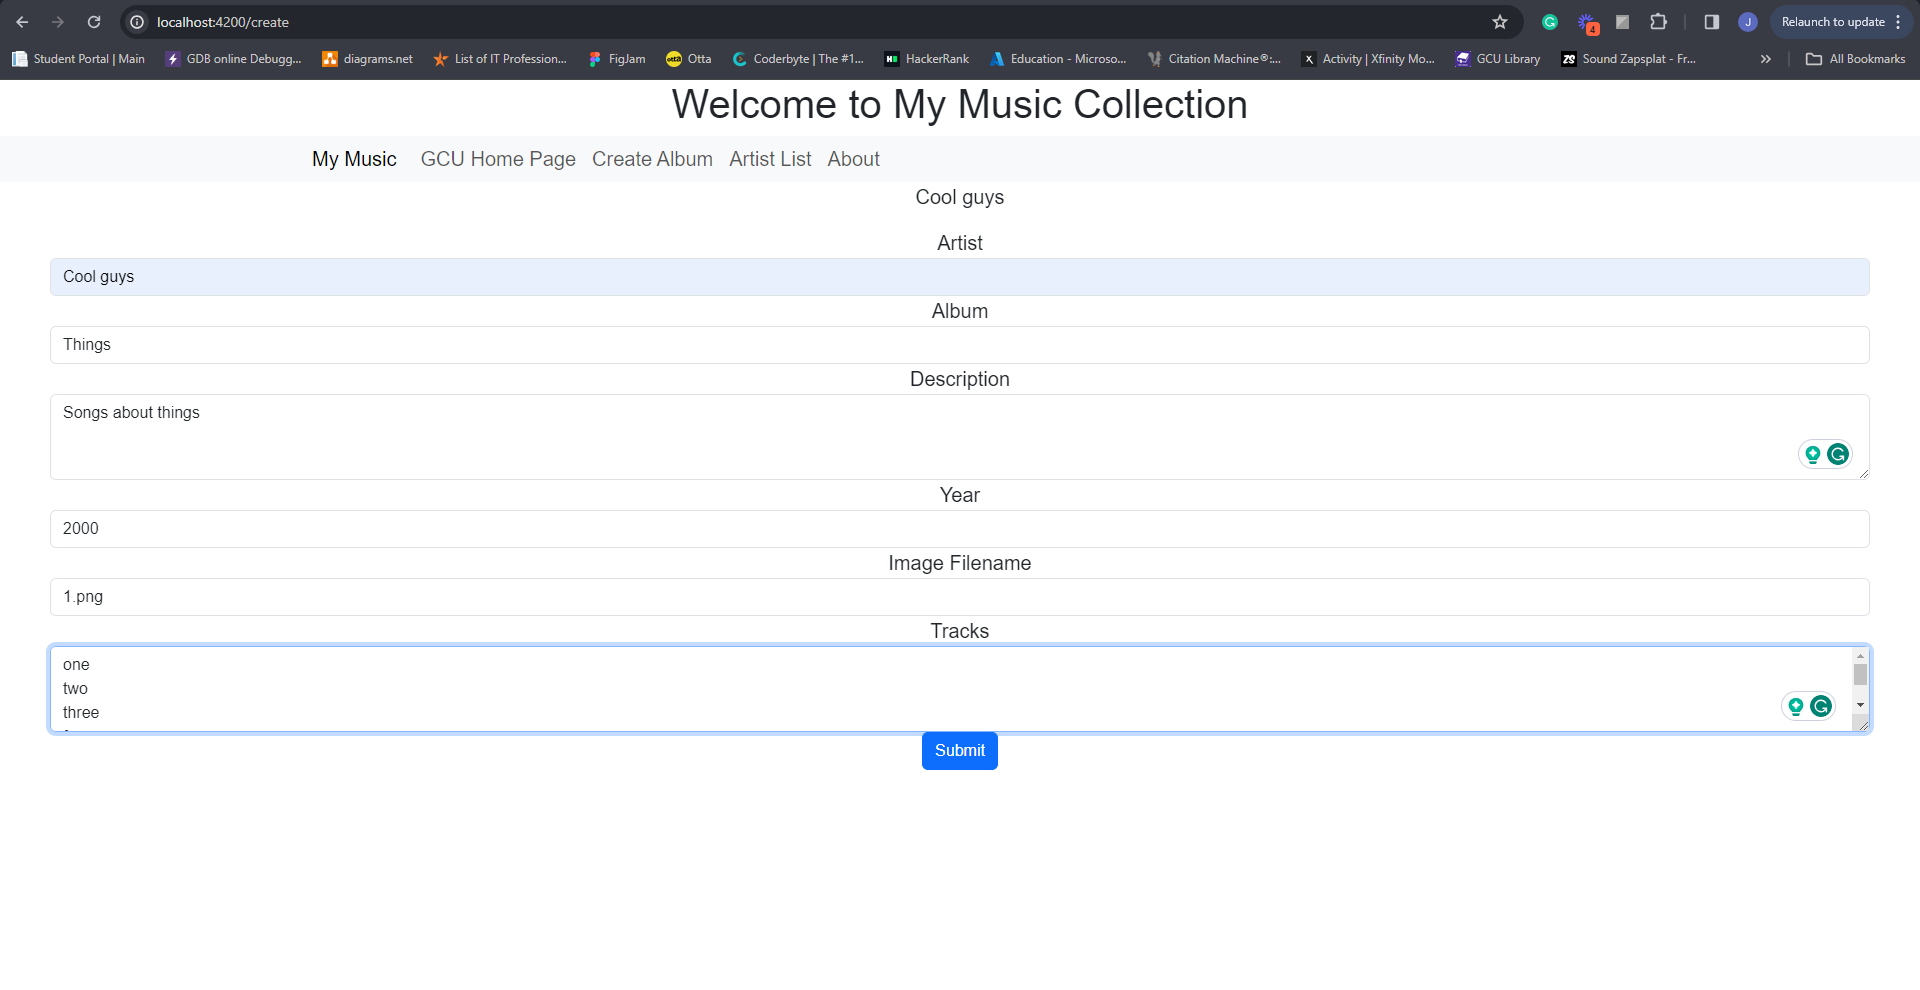 localhost:4200/create
4
J
Relaunch to update
Student Portal | Main
GDB online Debugg...
diagrams.net
List of IT Profession...
FigJam
Otta
Coderbyte | The #1...
HackerRank
Education - Microso...
Citation Machine®:...
Activity | Xfinity Mo...
GCU Library
Sound Zapsplat - Fr...
All Bookmarks
Welcome to My Music Collection
My Music GCU Home Page Create Album Artist List About
Cool guys
Artist
Cool guys
Album
Things
Description
Songs about things
Year
2000
Image Filename
1.png
Tracks
one
two
three
Submit